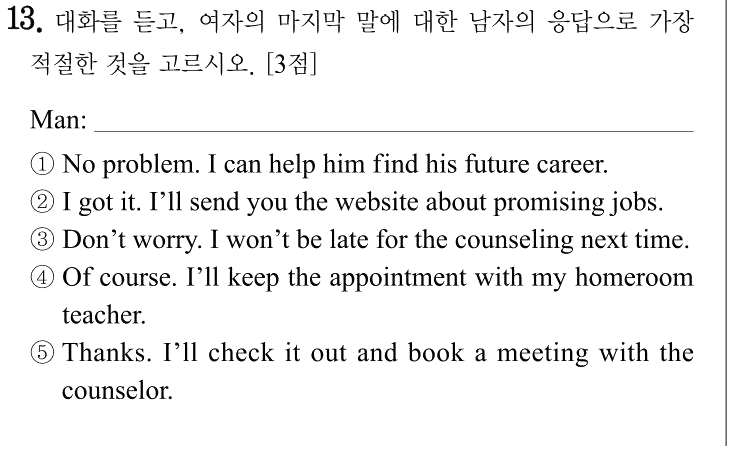 13. 대화를 듣고, 여자의 마지막 말에 대한 남자의 응답으로 가장
적절한 것을 고르시오. [3점]
Man: ____________
① No problem. I can help him find his future career.
② I got it. I’ll send you the website about promising jobs.
③ Don’t worry. I won’t be late for the counseling next time.
④ Of course. I’ll keep the appointment with my homeroom
teacher.
⑤ Thanks. I’ll check it out and book a meeting with the
counselor.